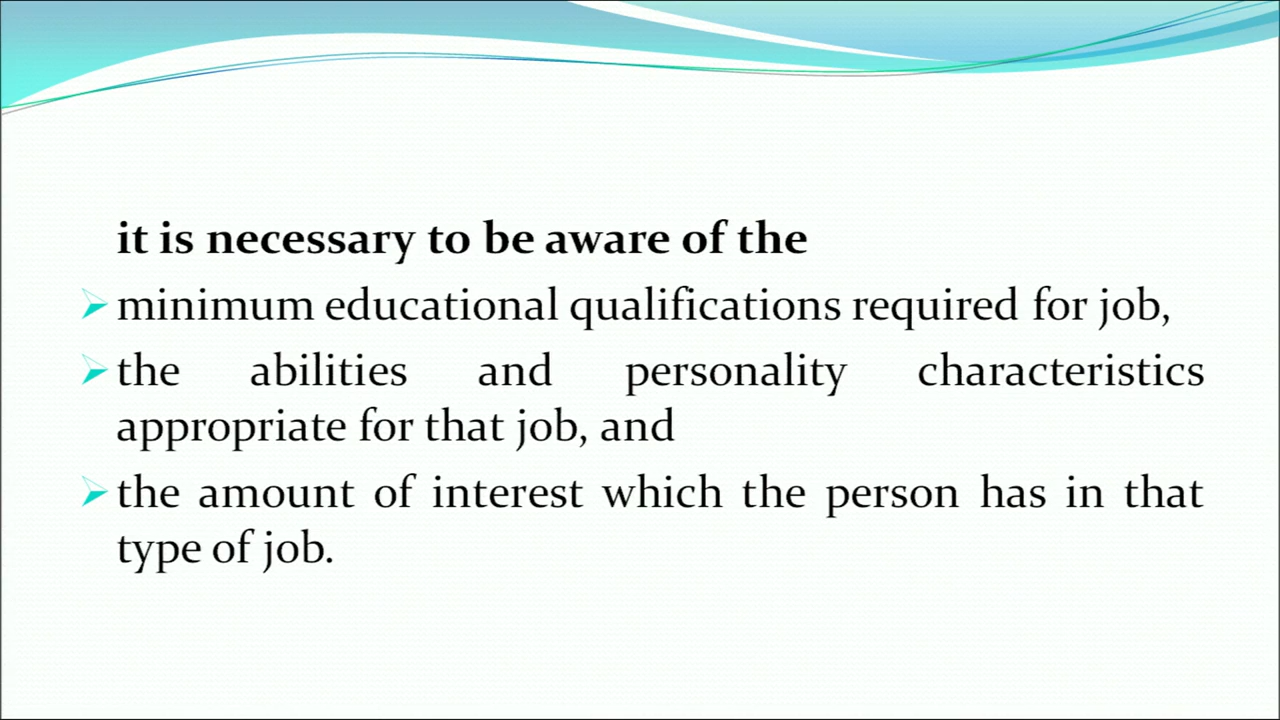 it is necessary to be aware of the
minimum educational qualifications required for job,
the abilities and personality characteristics
appropriate for that job, and
the amount of interest which the person has in that
type of job.